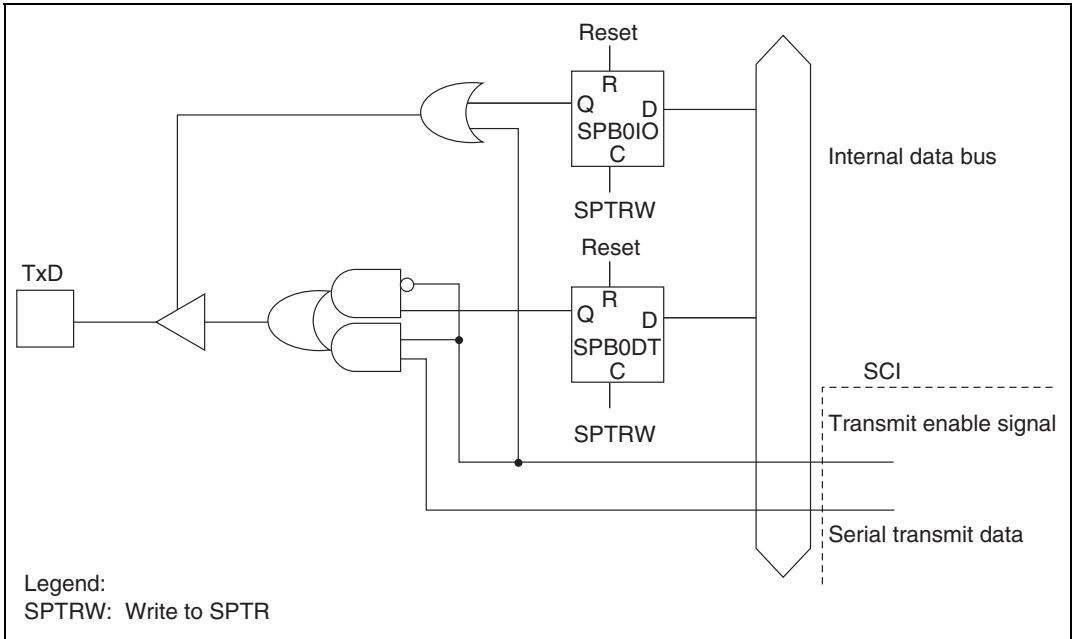 Reset
R
Q
D
SPB0IO
C
SPTRW
Internal data bus
Reset
R
Q
D
SPB0DT
C
SPTRW
TxD
SCI
Transmit enable signal
Serial transmit data
Legend:
SPTRW: Write to SPTR